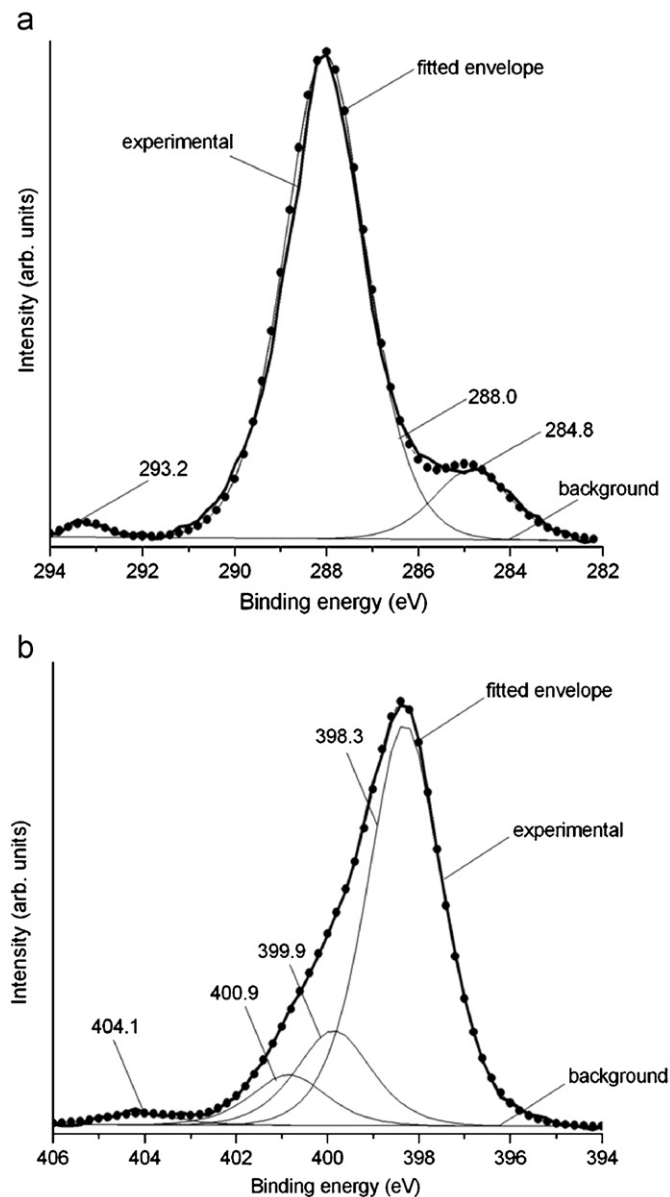 a
fitted envelope
experimental
Intensity (arb. units)
288.0
284.8
293.2
background
294 292 290 288 286 284 282
Binding energy (eV)
b
fitted envelope
398.3
experimental
Intensity (arb. units)
399.9
400.9
404.1
background
406 404 402 400 398 396 394
Binding energy (eV)